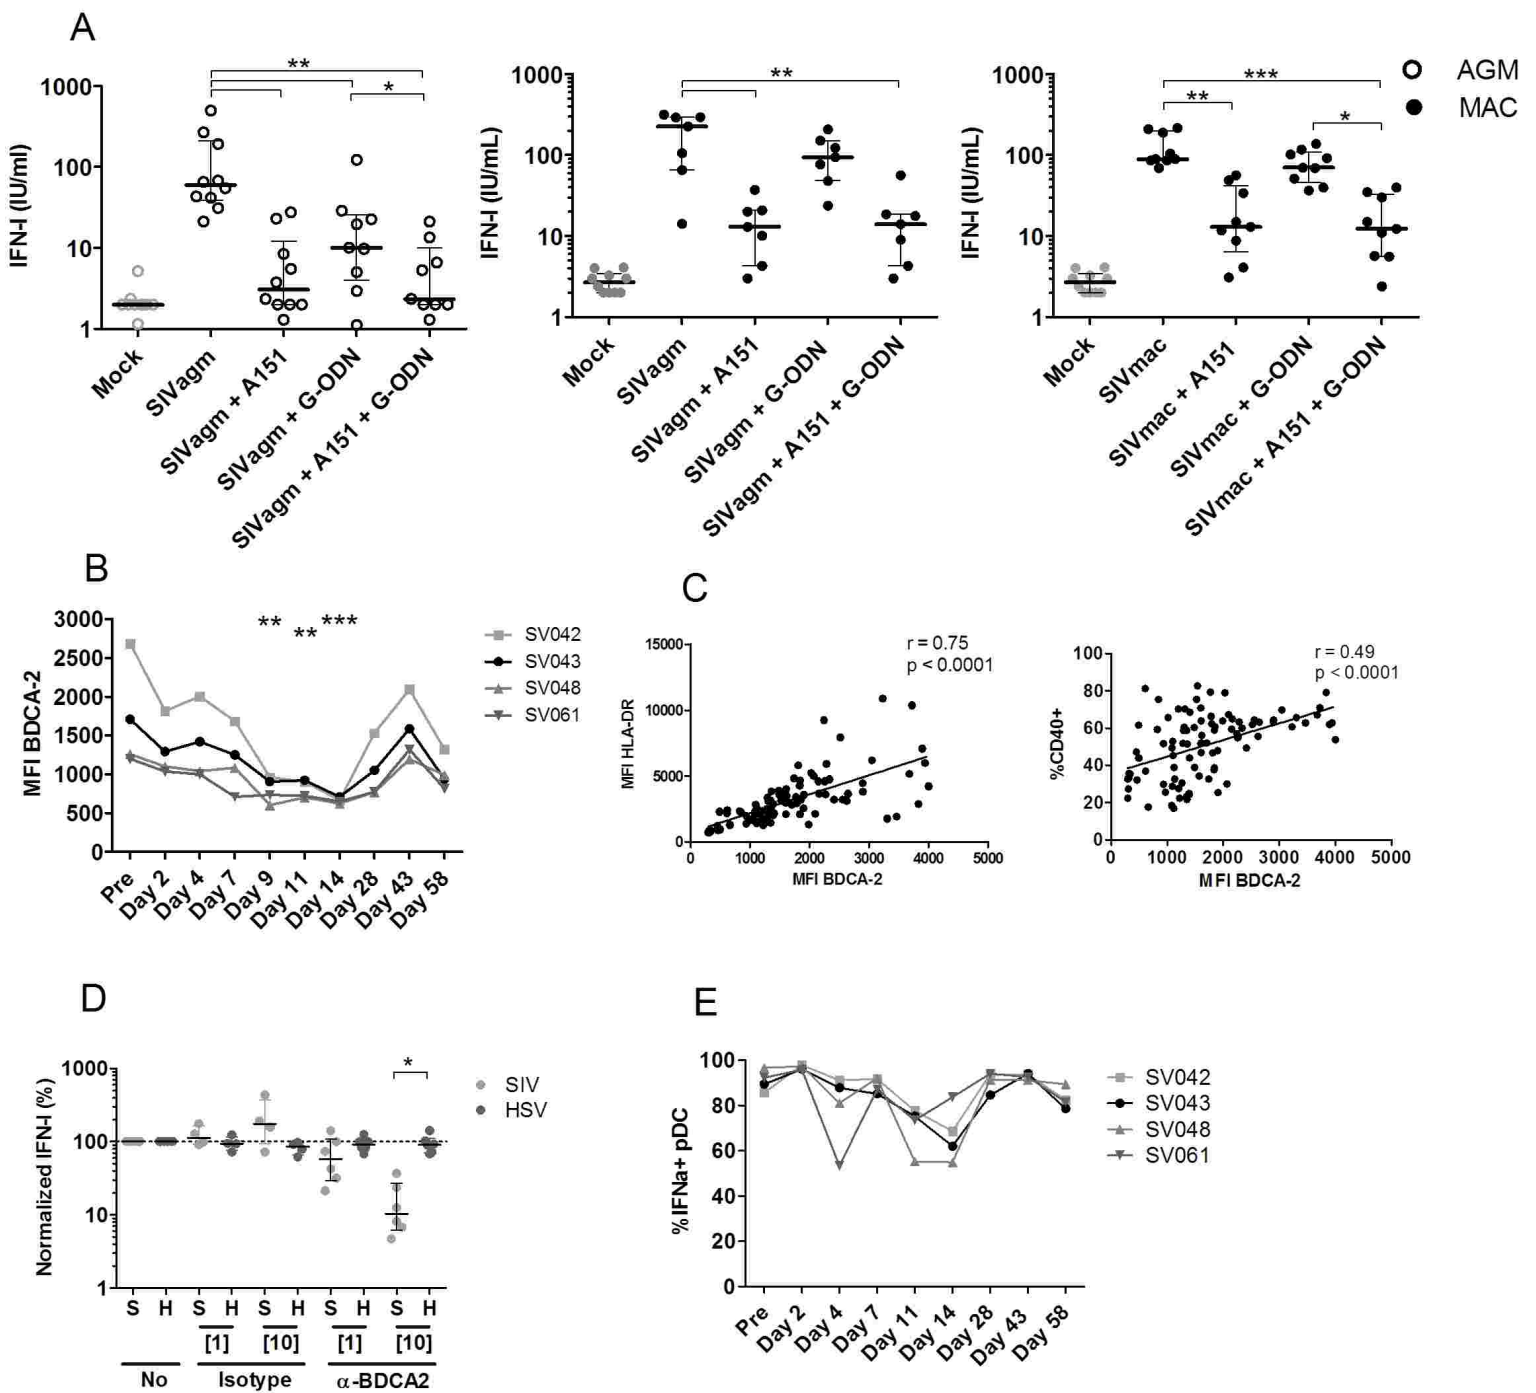 A
1000
100
10
1
IFN-I (IU/ml)
**
*
Mock
SIVagm
SIVagm + A151
SIVagm + G-ODN
SIVagm + A151 + G-ODN
1000
100
10
1
IFN-I (IU/mL)
**
Mock
SIVagm
SIVagm + A151
SIVagm + G-ODN
SIVagm + A151 + G-ODN
1000
100
10
1
IFN-I (IU/mL)
***
**
*
Mock
SIVmac
SIVmac + A151
SIVmac + G-ODN
SIVmac + A151 + G-ODN
AGM
MAC
B
3000
2500
2000
1500
1000
500
0
MFI BDCA-2
**
**
***
Pre
Day 2
Day 4
Day 7
Day 9
Day 11
Day 14
Day 28
Day 43
Day 58
SV042
SV043
SV048
SV061
C
15000
10000
5000
0
MFI HLA-DR
r = 0.75
p < 0.0001
0 1000 2000 3000 4000 5000
MFI BDCA-2
100
80
60
40
20
0
%CD40+
r = 0.49
p < 0.0001
0 1000 2000 3000 4000 5000
MFI BDCA-2
D
1000
100
10
1
Normalized IFN-I (%)
*
SIV
HSV
S H S H S H S H S H
[1] [10] [1] [10]
No Isotype α-BDCA2
E
100
80
60
40
20
0
%IFNa+ pDC
Pre
Day 2
Day 4
Day 7
Day 11
Day 14
Day 28
Day 43
Day 58
SV042
SV043
SV048
SV061